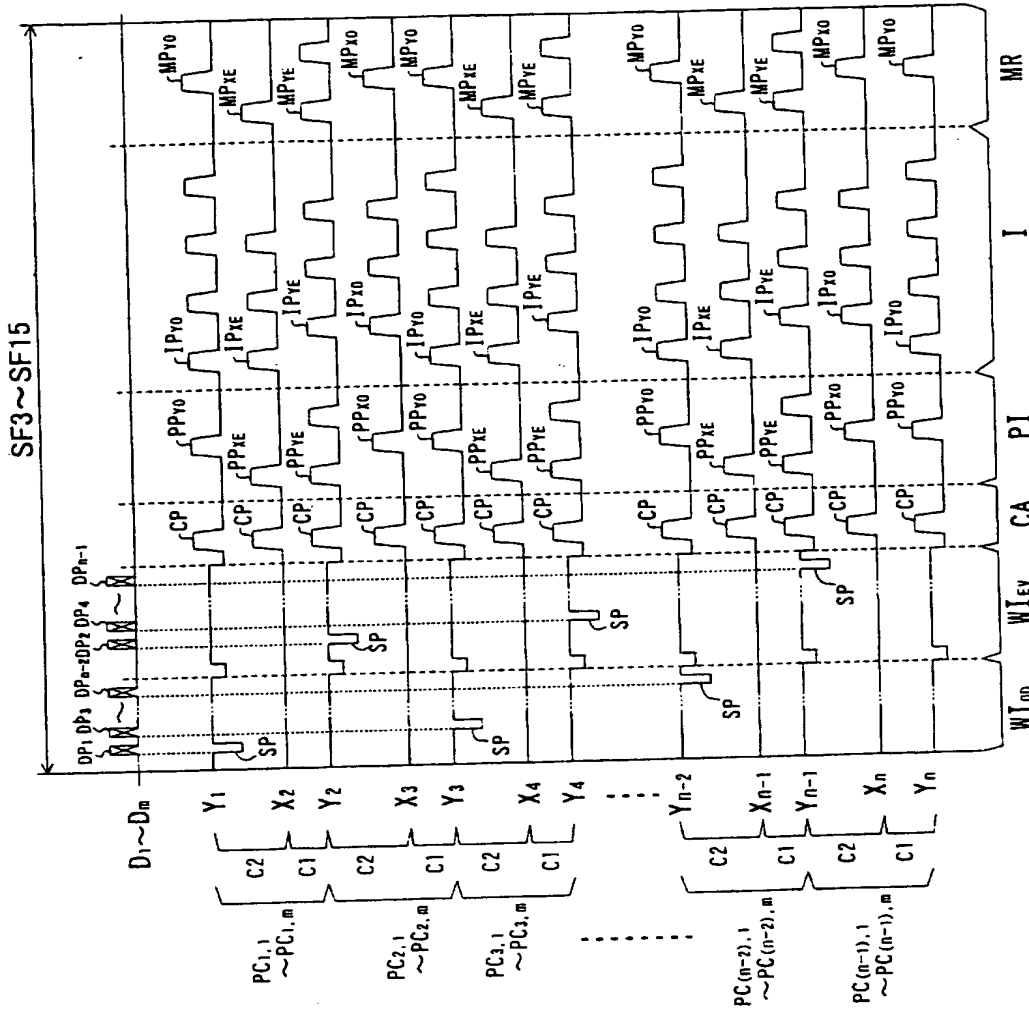 SF3~SF15
D1~Dm
DP1 DP3 ~ DPn-2 DP2 DP4 ~ DPn-1
Y1 SP CP PPYO IPYO MPYO
X2 CP PPXE IPXE MPXE
Y2 SP CP PPYE IPYE MPYE
X3 CP PPXO IPXO MPXO
Y3 SP CP PPYO IPYO MPYO
X4 CP PPXE IPXE MPXE
Y4 SP CP PPYE IPYE MPYE
Yn-2 SP CP PPYO IPYO MPYO
Xn-1 CP PPXE IPXE MPXE
Yn-1 SP CP PPYE IPYE MPYE
Xn CP PPXO IPXO MPXO
Yn CP PPYO IPYO MPYO
C2
C1
C2
C1
C2
C1
C2
C1
C2
C1
PC1,1
~PC1,m
PC2,1
~PC2,m
PC3,1
~PC3,m
PC(n-2),1
~PC(n-2),m
PC(n-1),1
~PC(n-1),m
WIOD WIEV CA PI I MR